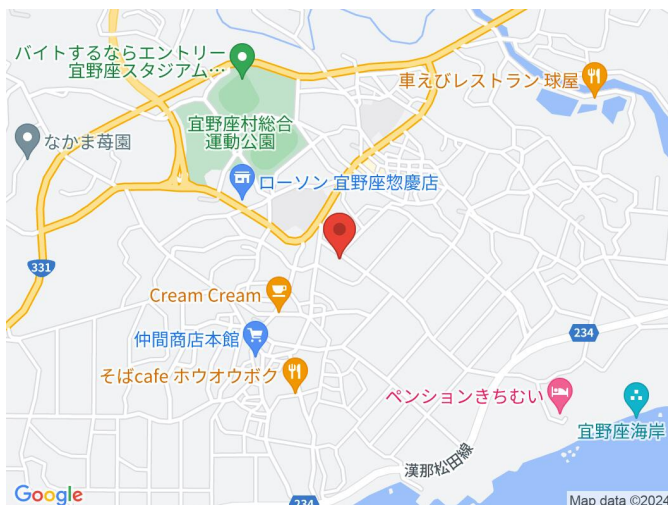 バイトするならエントリー
宜野座スタジアム…
車えびレストラン 球屋
宜野座村総合
運動公園
なかま苺園
ローソン 宜野座惣慶店
331
Cream Cream
234
仲間商店本館
そばcafe ホウオウボク
ペンションきちむい
宜野座海岸
漢那松田線
Google
234
Map data ©2024